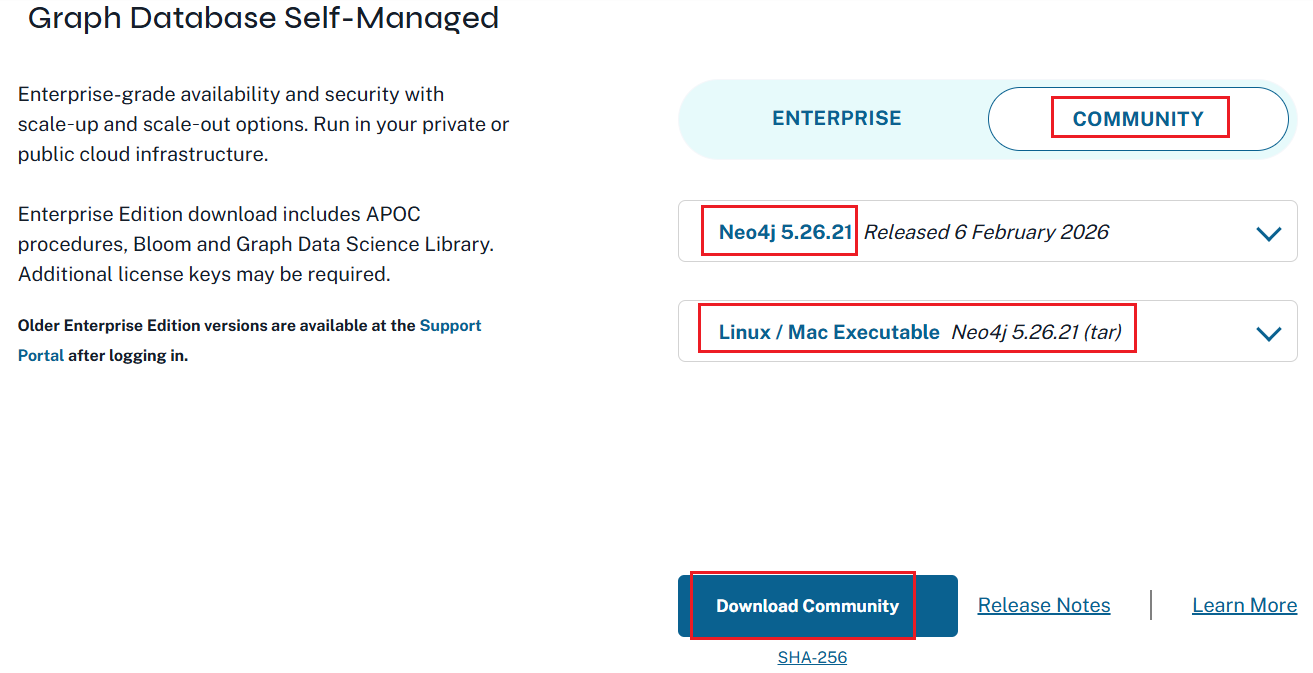 Graph Database Self-Managed
Enterprise-grade availability and security with
scale-up and scale-out options. Run in your private or
public cloud infrastructure.
Enterprise Edition download includes APOC
procedures, Bloom and Graph Data Science Library.
Additional license keys may be required.
Older Enterprise Edition versions are available at the Support
Portal after logging in.
ENTERPRISE
COMMUNITY
Neo4j 5.26.21 Released 6 February 2026
Linux / Mac Executable Neo4j 5.26.21 (tar)
Download Community
Release Notes
Learn More
SHA-256